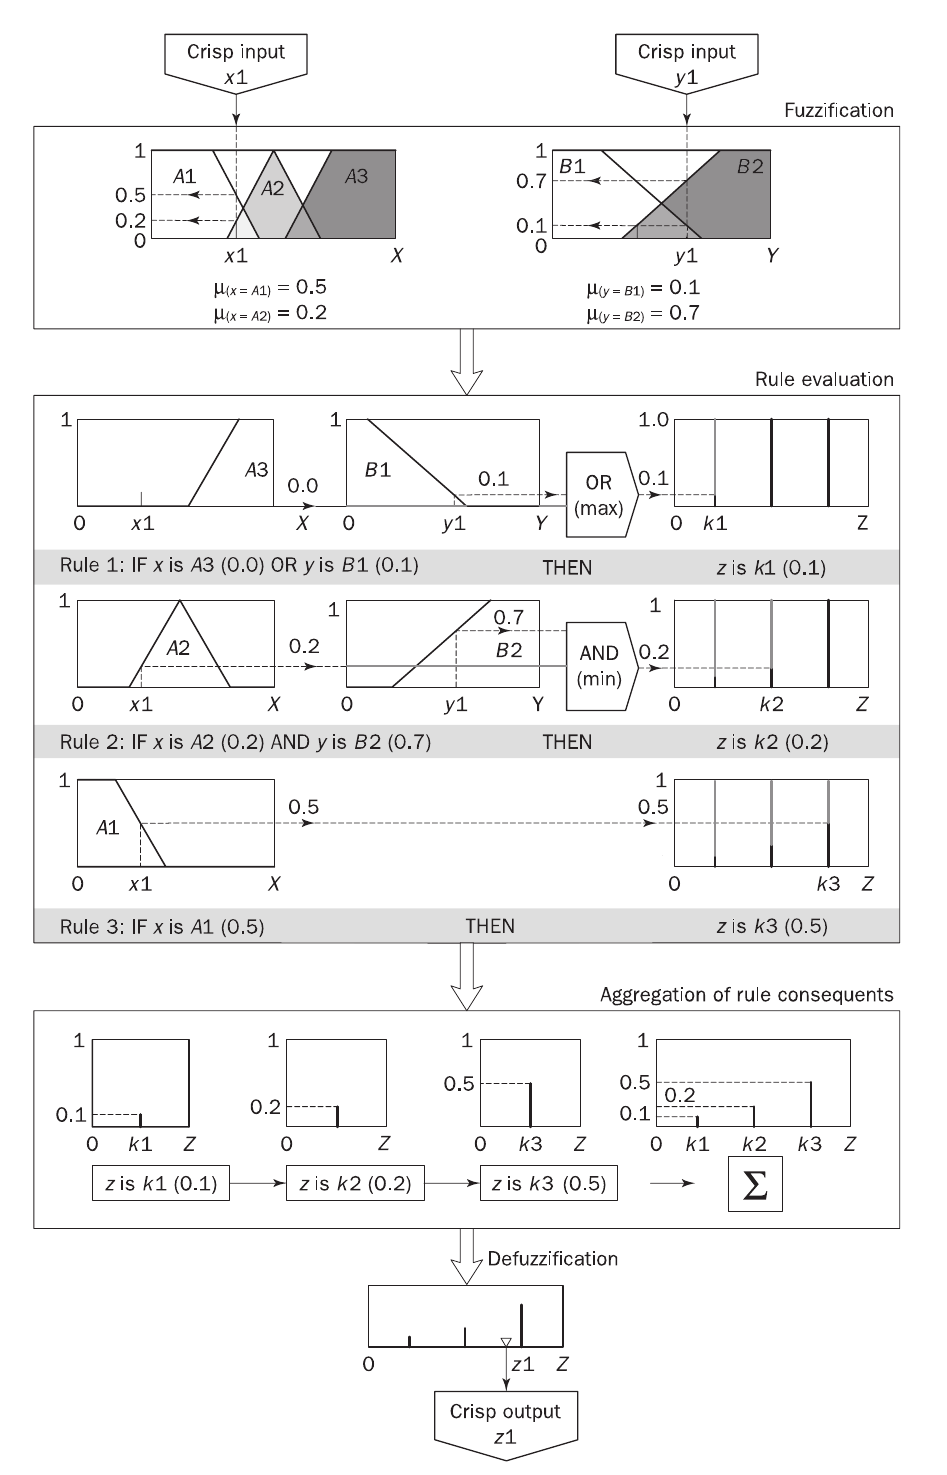 Crisp input
x1
Crisp input
y1
Fuzzification
1
A1
A2
A3
0.5
0.2
0
x1
X
1
B1
B2
0.7
0.1
0
y1
Y
μ(x = A1) = 0.5
μ(x = A2) = 0.2
μ(y = B1) = 0.1
μ(y = B2) = 0.7
Rule evaluation
1
A3
0
x1
X
0.0
1
B1
0.1
0
y1
Y
OR
(max)
0.1
1.0
0
k1
Z
Rule 1: IF x is A3 (0.0) OR y is B1 (0.1) THEN z is k1 (0.1)
1
A2
0
x1
X
0.2
1
0.7
B2
0
y1
Y
AND
(min)
0.2
1
0
k2
Z
Rule 2: IF x is A2 (0.2) AND y is B2 (0.7) THEN z is k2 (0.2)
1
A1
0
x1
X
0.5
0.5
1
0
k3
Z
Rule 3: IF x is A1 (0.5) THEN z is k3 (0.5)
Aggregation of rule consequents
1
0.1
0
k1
Z
1
0.2
0
Z
1
0.5
0
k3
Z
1
0.5
0.2
0.1
0
k1
k2
k3
Z
z is k1 (0.1)
z is k2 (0.2)
z is k3 (0.5)
Σ
Defuzzification
0
z1
Z
Crisp output
z1